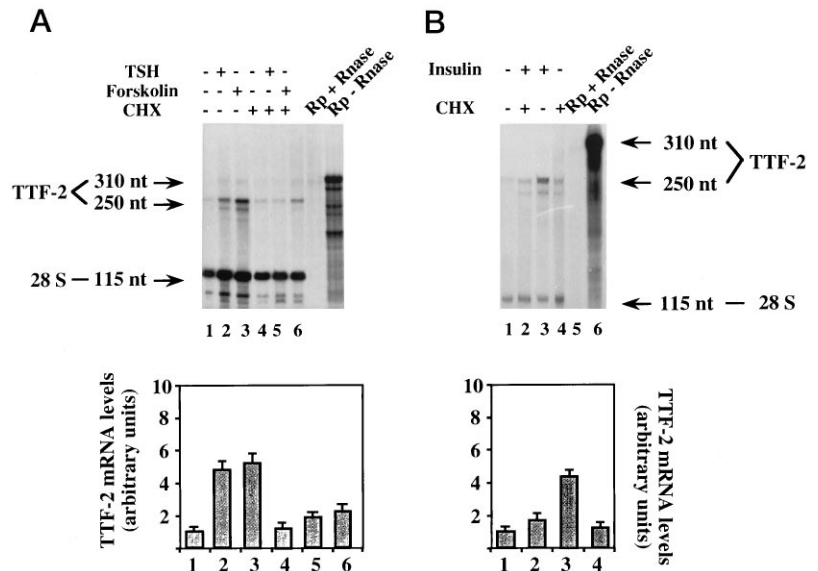 A
TSH - + - - + -
Forskolin - - + - - +
CHX - - - + + +
Rp + Rnase
Rp - Rnase
TTF-2
310 nt
250 nt
28 S — 115 nt
1 2 3 4 5 6
TTF-2 mRNA levels
(arbitrary units)
10
8
6
4
2
1 2 3 4 5 6
B
Insulin - + + -
CHX - + - +
Rp + Rnase
Rp - Rnase
310 nt
250 nt
TTF-2
115 nt — 28 S
1 2 3 4 5 6
10
8
6
4
2
1 2 3 4
TTF-2 mRNA levels
(arbitrary units)